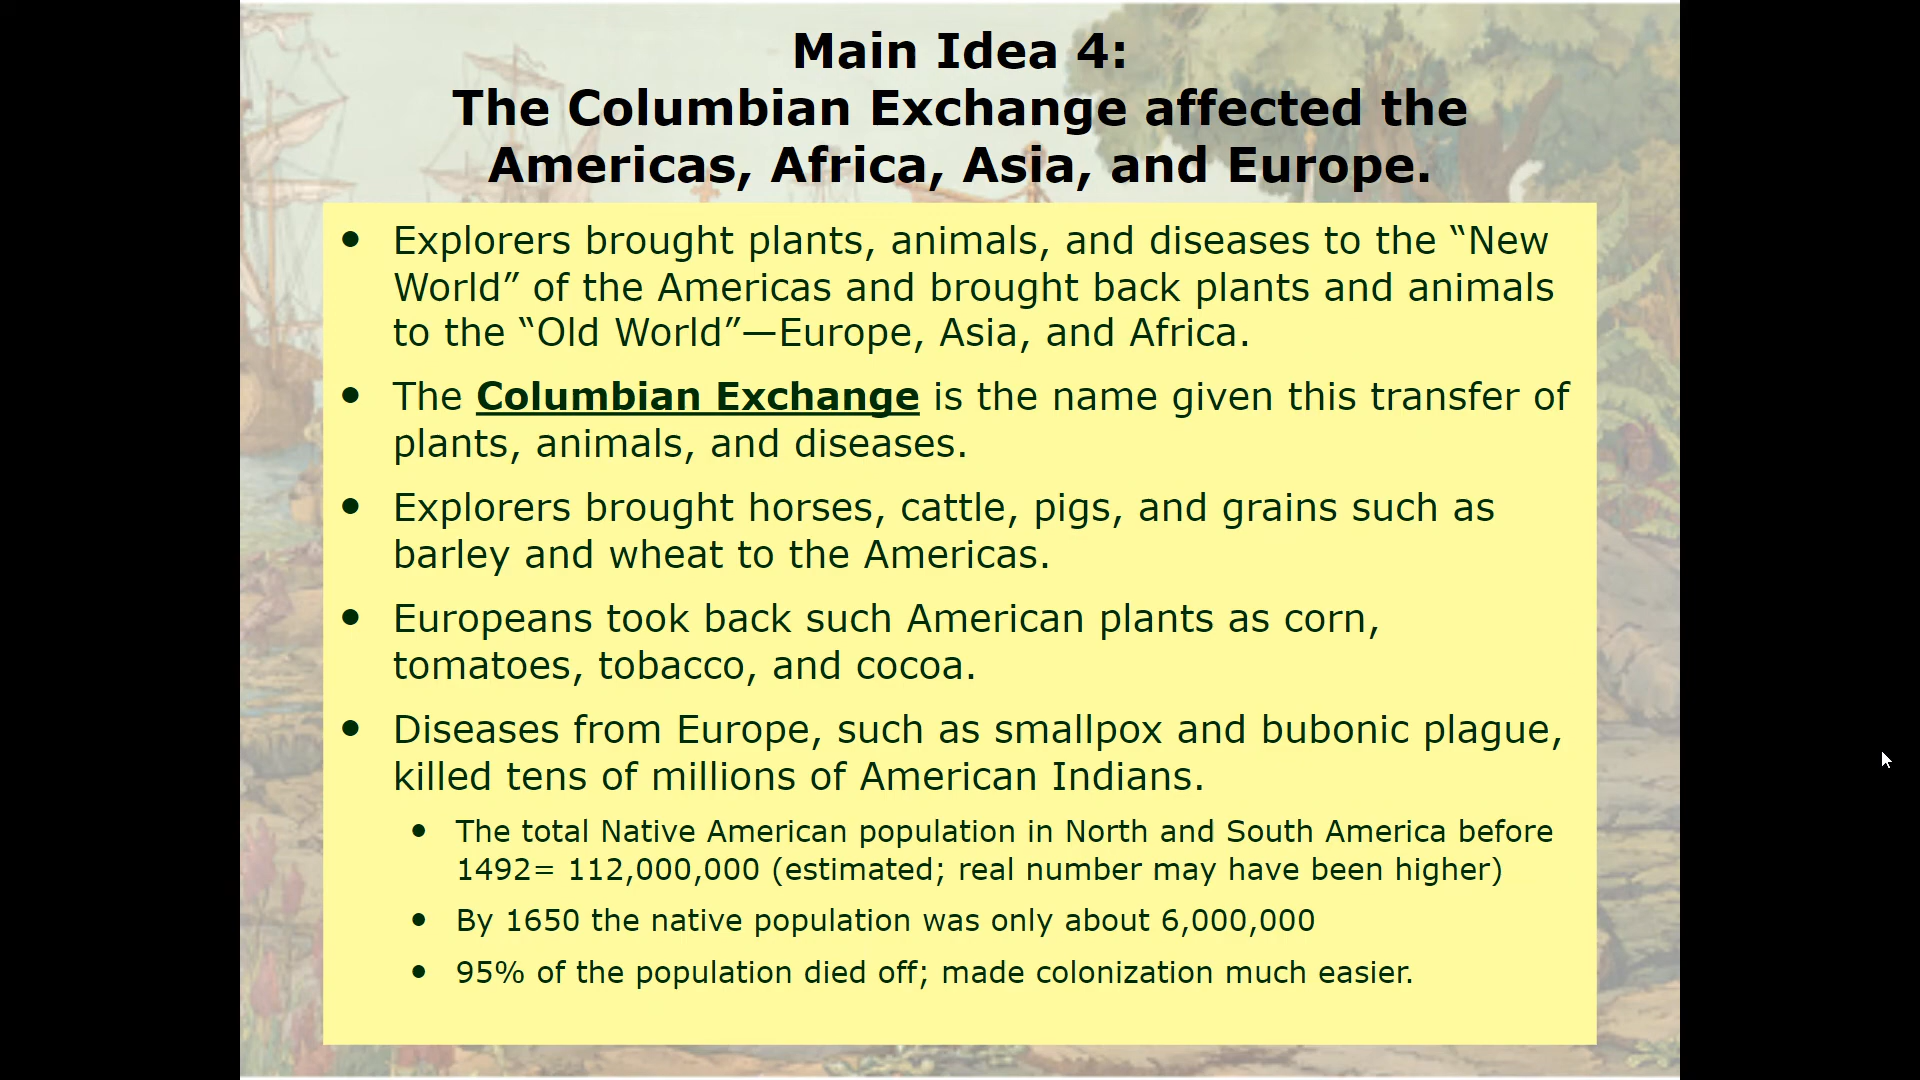 Main Idea 4:
The Columbian Exchange affected the
Americas, Africa, Asia, and Europe.
• Explorers brought plants, animals, and diseases to the “New
World” of the Americas and brought back plants and animals
to the “Old World”—Europe, Asia, and Africa.
• The Columbian Exchange is the name given this transfer of
plants, animals, and diseases.
• Explorers brought horses, cattle, pigs, and grains such as
barley and wheat to the Americas.
• Europeans took back such American plants as corn,
tomatoes, tobacco, and cocoa.
• Diseases from Europe, such as smallpox and bubonic plague,
killed tens of millions of American Indians.
• The total Native American population in North and South America before
1492= 112,000,000 (estimated; real number may have been higher)
• By 1650 the native population was only about 6,000,000
• 95% of the population died off; made colonization much easier.